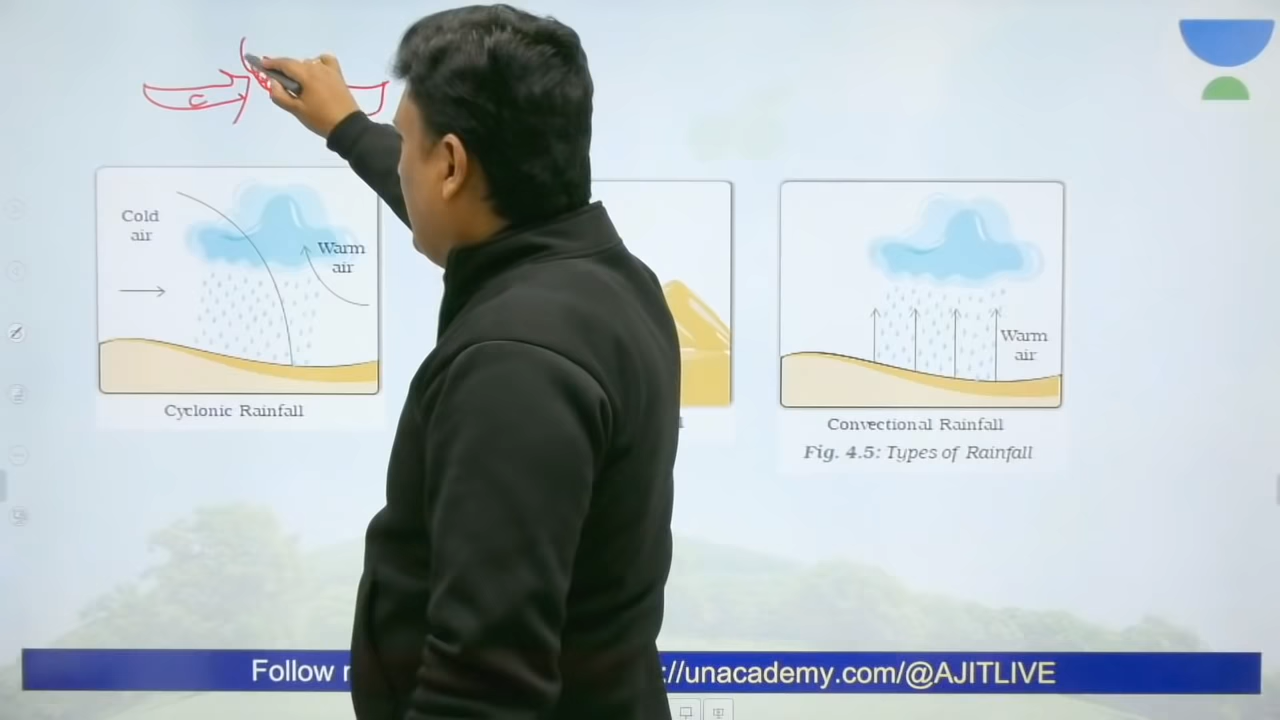 C
Cold
air
Warm
air
Cyclonic Rainfall
Warm
air
Convectional Rainfall
Fig. 4.5: Types of Rainfall
Follow
://unacademy.com/@AJITLIVE